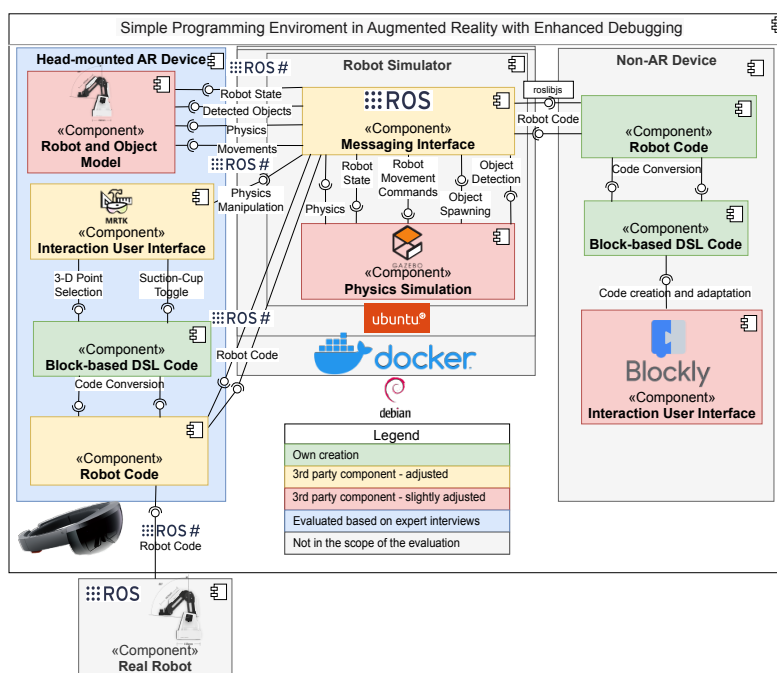 Simple Programming Enviroment in Augmented Reality with Enhanced Debugging
Head-mounted AR Device
ROS#
Robot Simulator
Non-AR Device
«Component»
Robot and Object
Model
Robot State
Detected Objects
Physics
Movements
ROS#
Physics
Manipulation
ROS
«Component»
Messaging Interface
roslibjs
Robot Code
«Component»
Robot Code
Code Conversion
MRTK
«Component»
Interaction User Interface
Physics
Robot
State
Robot
Movement
Commands
Object
Spawning
Object
Detection
«Component»
Block-based DSL Code
GAZEBO
«Component»
Physics Simulation
3-D Point
Selection
Suction-Cup
Toggle
Code creation and adaptation
ROS#
Robot Code
ubuntu®
docker
debian
«Component»
Block-based DSL Code
Code Conversion
Blockly
«Component»
Interaction User Interface
«Component»
Robot Code
Legend
Own creation
3rd party component - adjusted
3rd party component - slightly adjusted
Evaluated based on expert interviews
Not in the scope of the evaluation
ROS#
Robot Code
ROS
«Component»
Real Robot